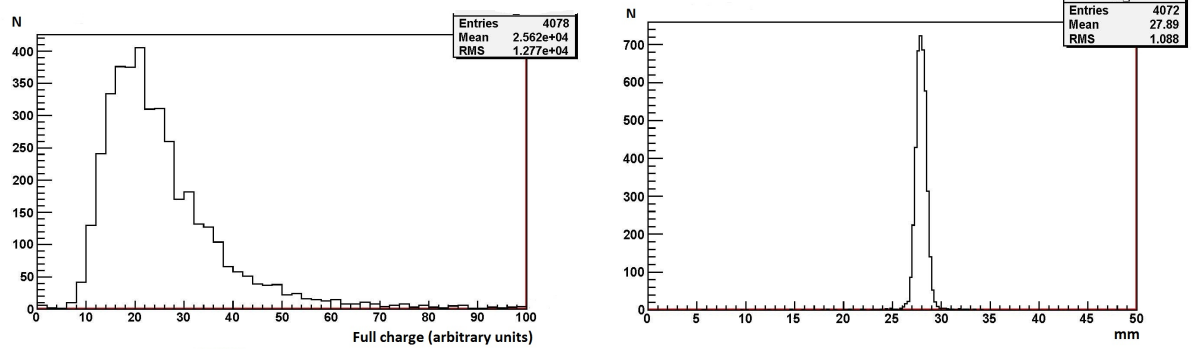 N
Entries 4078
Mean 2.562e+04
RMS 1.277e+04
400
350
300
250
200
150
100
50
0
0 10 20 30 40 50 60 70 80 90 100
Full charge (arbitrary units)
N
Entries 4072
Mean 27.89
RMS 1.088
700
600
500
400
300
200
100
0
0 5 10 15 20 25 30 35 40 45 50
mm